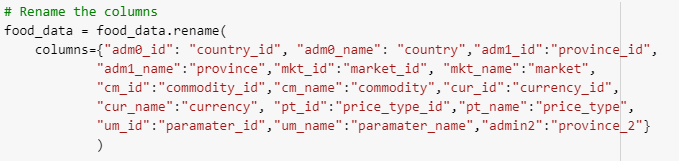 # Rename the columns
food_data = food_data.rename(
columns={"adm0_id": "country_id", "adm0_name": "country","adm1_id":"province_id",
"adm1_name":"province","mkt_id":"market_id", "mkt_name":"market",
"cm_id":"commodity_id","cm_name":"commodity","cur_id":"currency_id",
"cur_name":"currency", "pt_id":"price_type_id","pt_name":"price_type",
"um_id":"paramater_id","um_name":"paramater_name","admin2":"province_2"}
)